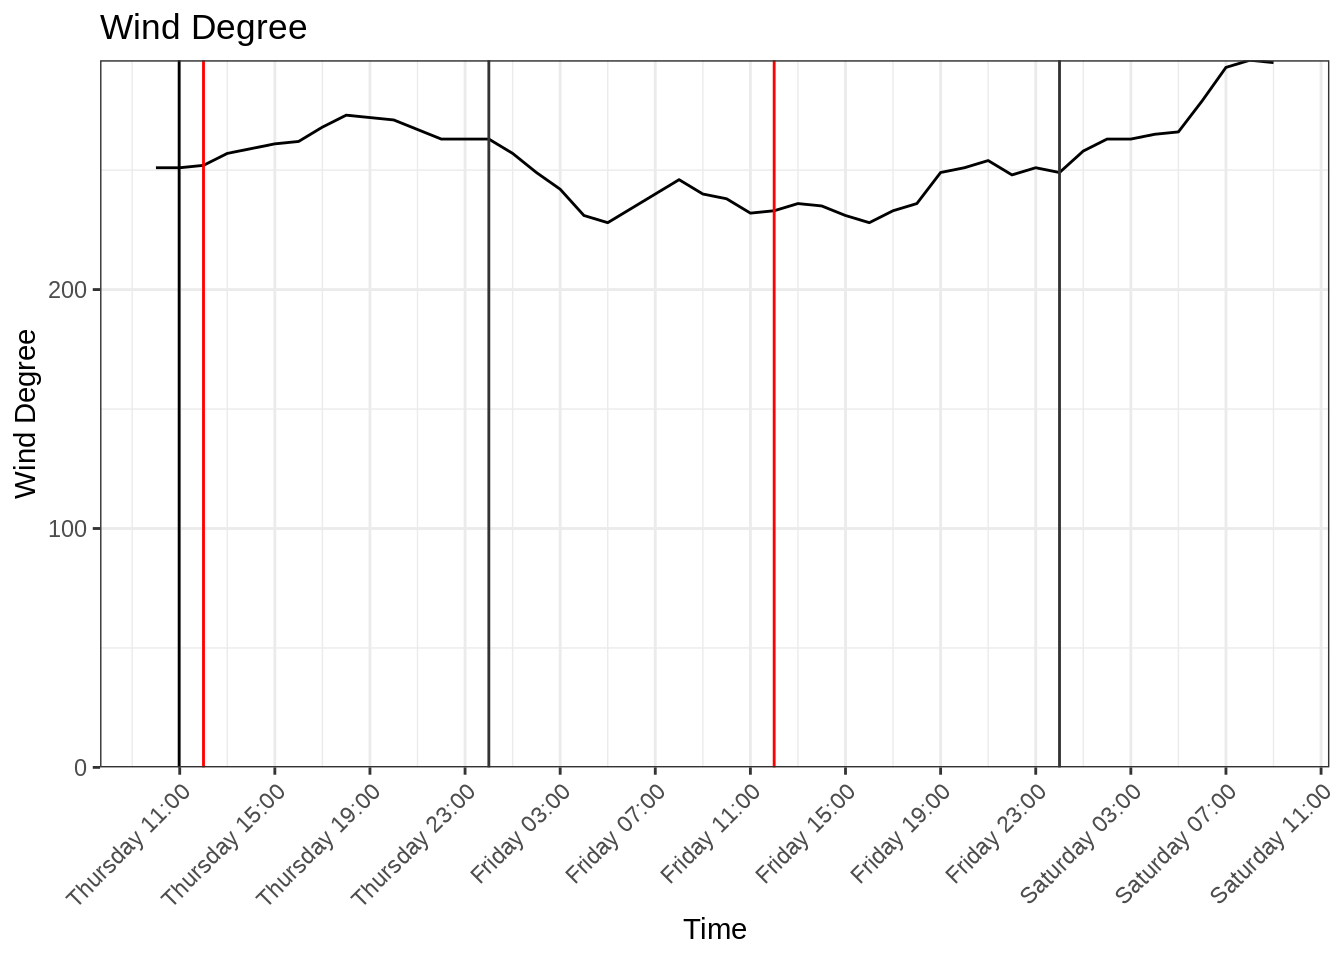 Wind Degree
Wind Degree
200
100
0
Thursday 11:00
Thursday 15:00
Thursday 19:00
Thursday 23:00
Friday 03:00
Friday 07:00
Friday 11:00
Friday 15:00
Friday 19:00
Friday 23:00
Saturday 03:00
Saturday 07:00
Saturday 11:00
Time